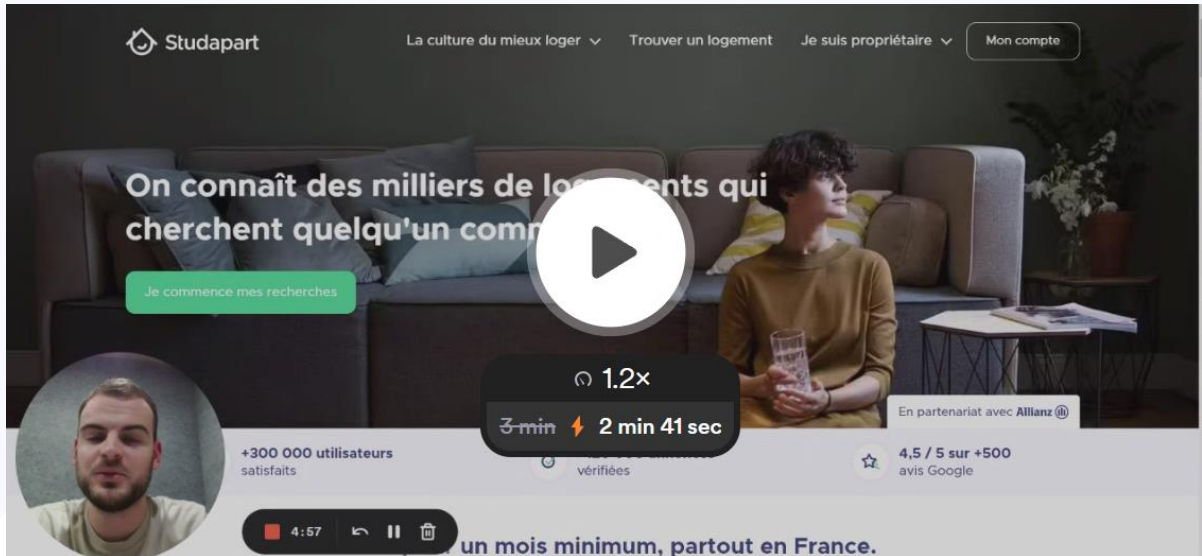 Studapart
La culture du mieux loger
Trouver un logement
Je suis propriétaire
Mon compte
On connaît des milliers de qui
cherchent quelqu'un
Je commence mes recherches
1.2×
3 min 2 min 41 sec
En partenariat avec Allianz
+300 000 utilisateurs
satisfaits
vérifiées
4,5 / 5 sur +500
avis Google
4:57
un mois minimum, partout en France.